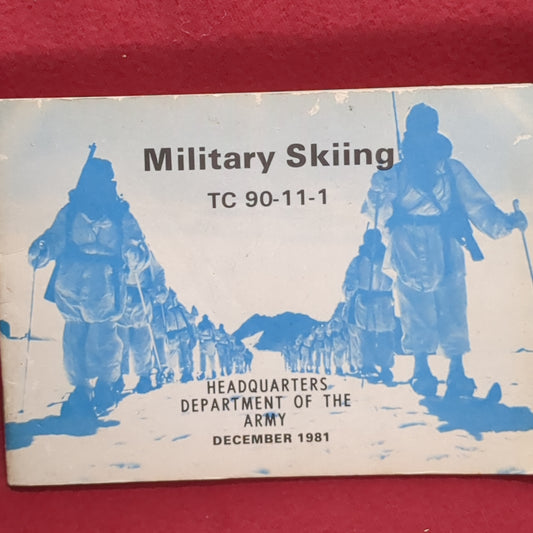 Military Skiing
TC 90-11-1
HEADQUARTERS
DEPARTMENT OF THE
ARMY
DECEMBER 1981